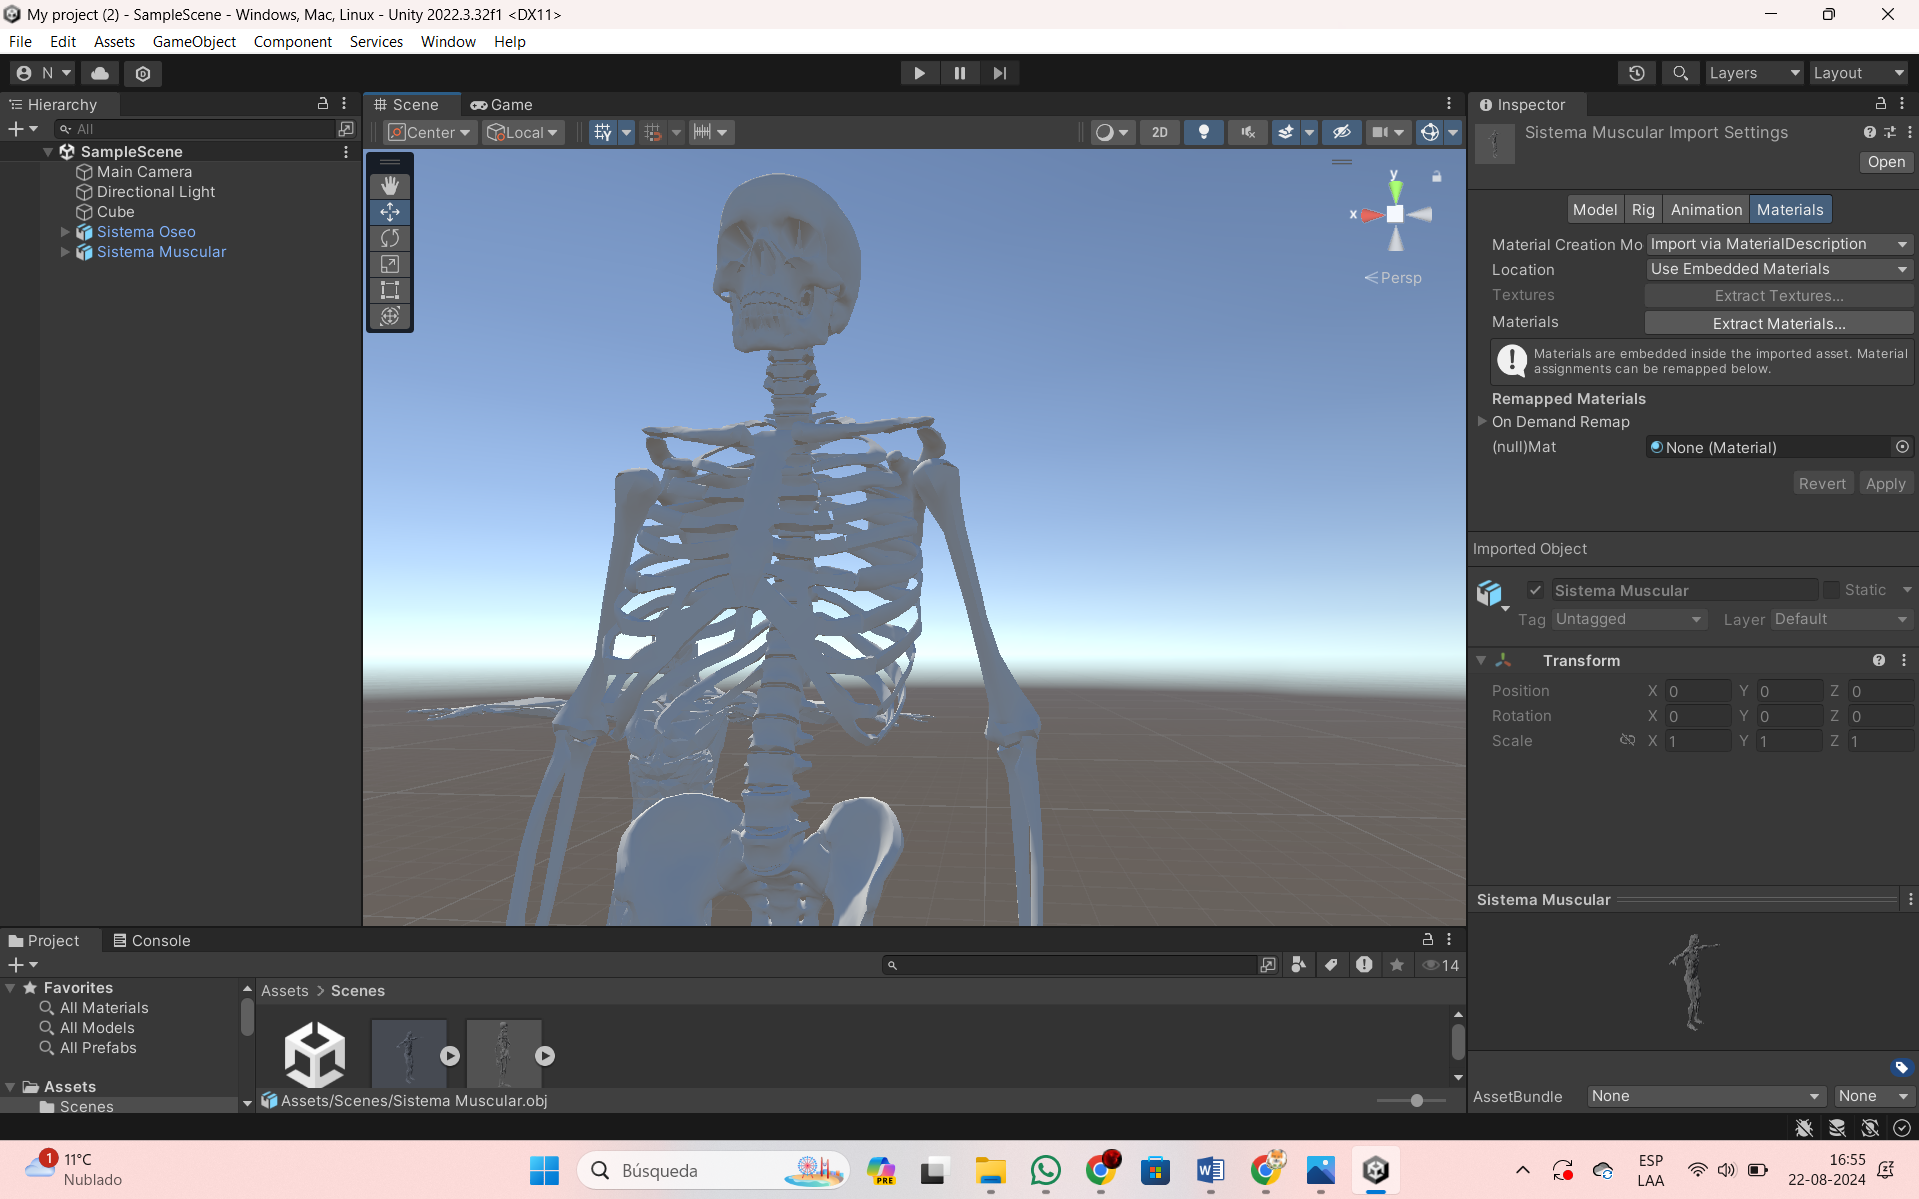 My project (2) - SampleScene - Windows, Mac, Linux - Unity 2022.3.32f1 <DX11>
File Edit Assets GameObject Component Services Window Help
N Layers Layout
Hierarchy
All
SampleScene
Main Camera
Directional Light
Cube
Sistema Oseo
Sistema Muscular
Scene Game
Center Local 2D
y
x
Persp
Inspector
Sistema Muscular Import Settings
Open
Model Rig Animation Materials
Material Creation Mo Import via MaterialDescription
Location Use Embedded Materials
Textures Extract Textures...
Materials Extract Materials...
Materials are embedded inside the imported asset. Material
assignments can be remapped below.
Remapped Materials
On Demand Remap
(null)Mat None (Material)
Revert Apply
Imported Object
Sistema Muscular Static
Tag Untagged Layer Default
Transform
Position X 0 Y 0 Z 0
Rotation X 0 Y 0 Z 0
Scale X 1 Y 1 Z 1
Sistema Muscular
AssetBundle None None
Project Console
14
Favorites
All Materials
All Models
All Prefabs
Assets
Scenes
Assets > Scenes
Assets/Scenes/Sistema Muscular.obj
1
11°C
Nublado
Búsqueda
PRE
ESP
LAA
16:55
22-08-2024